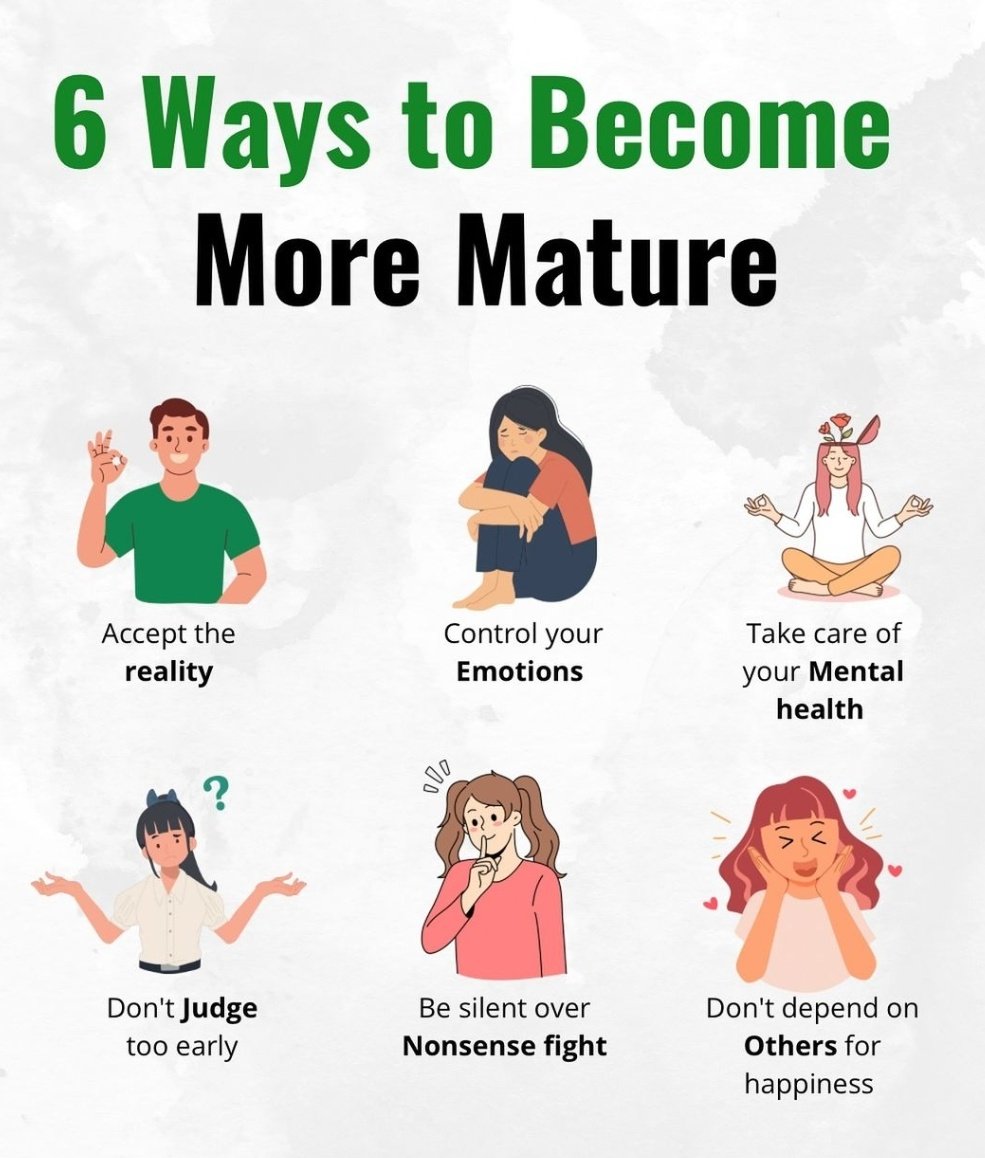 6 Ways to Become
More Mature
Accept the
reality
Control your
Emotions
Take care of
your Mental
health
?
Don't Judge
too early
Be silent over
Nonsense fight
Don't depend on
Others for
happiness